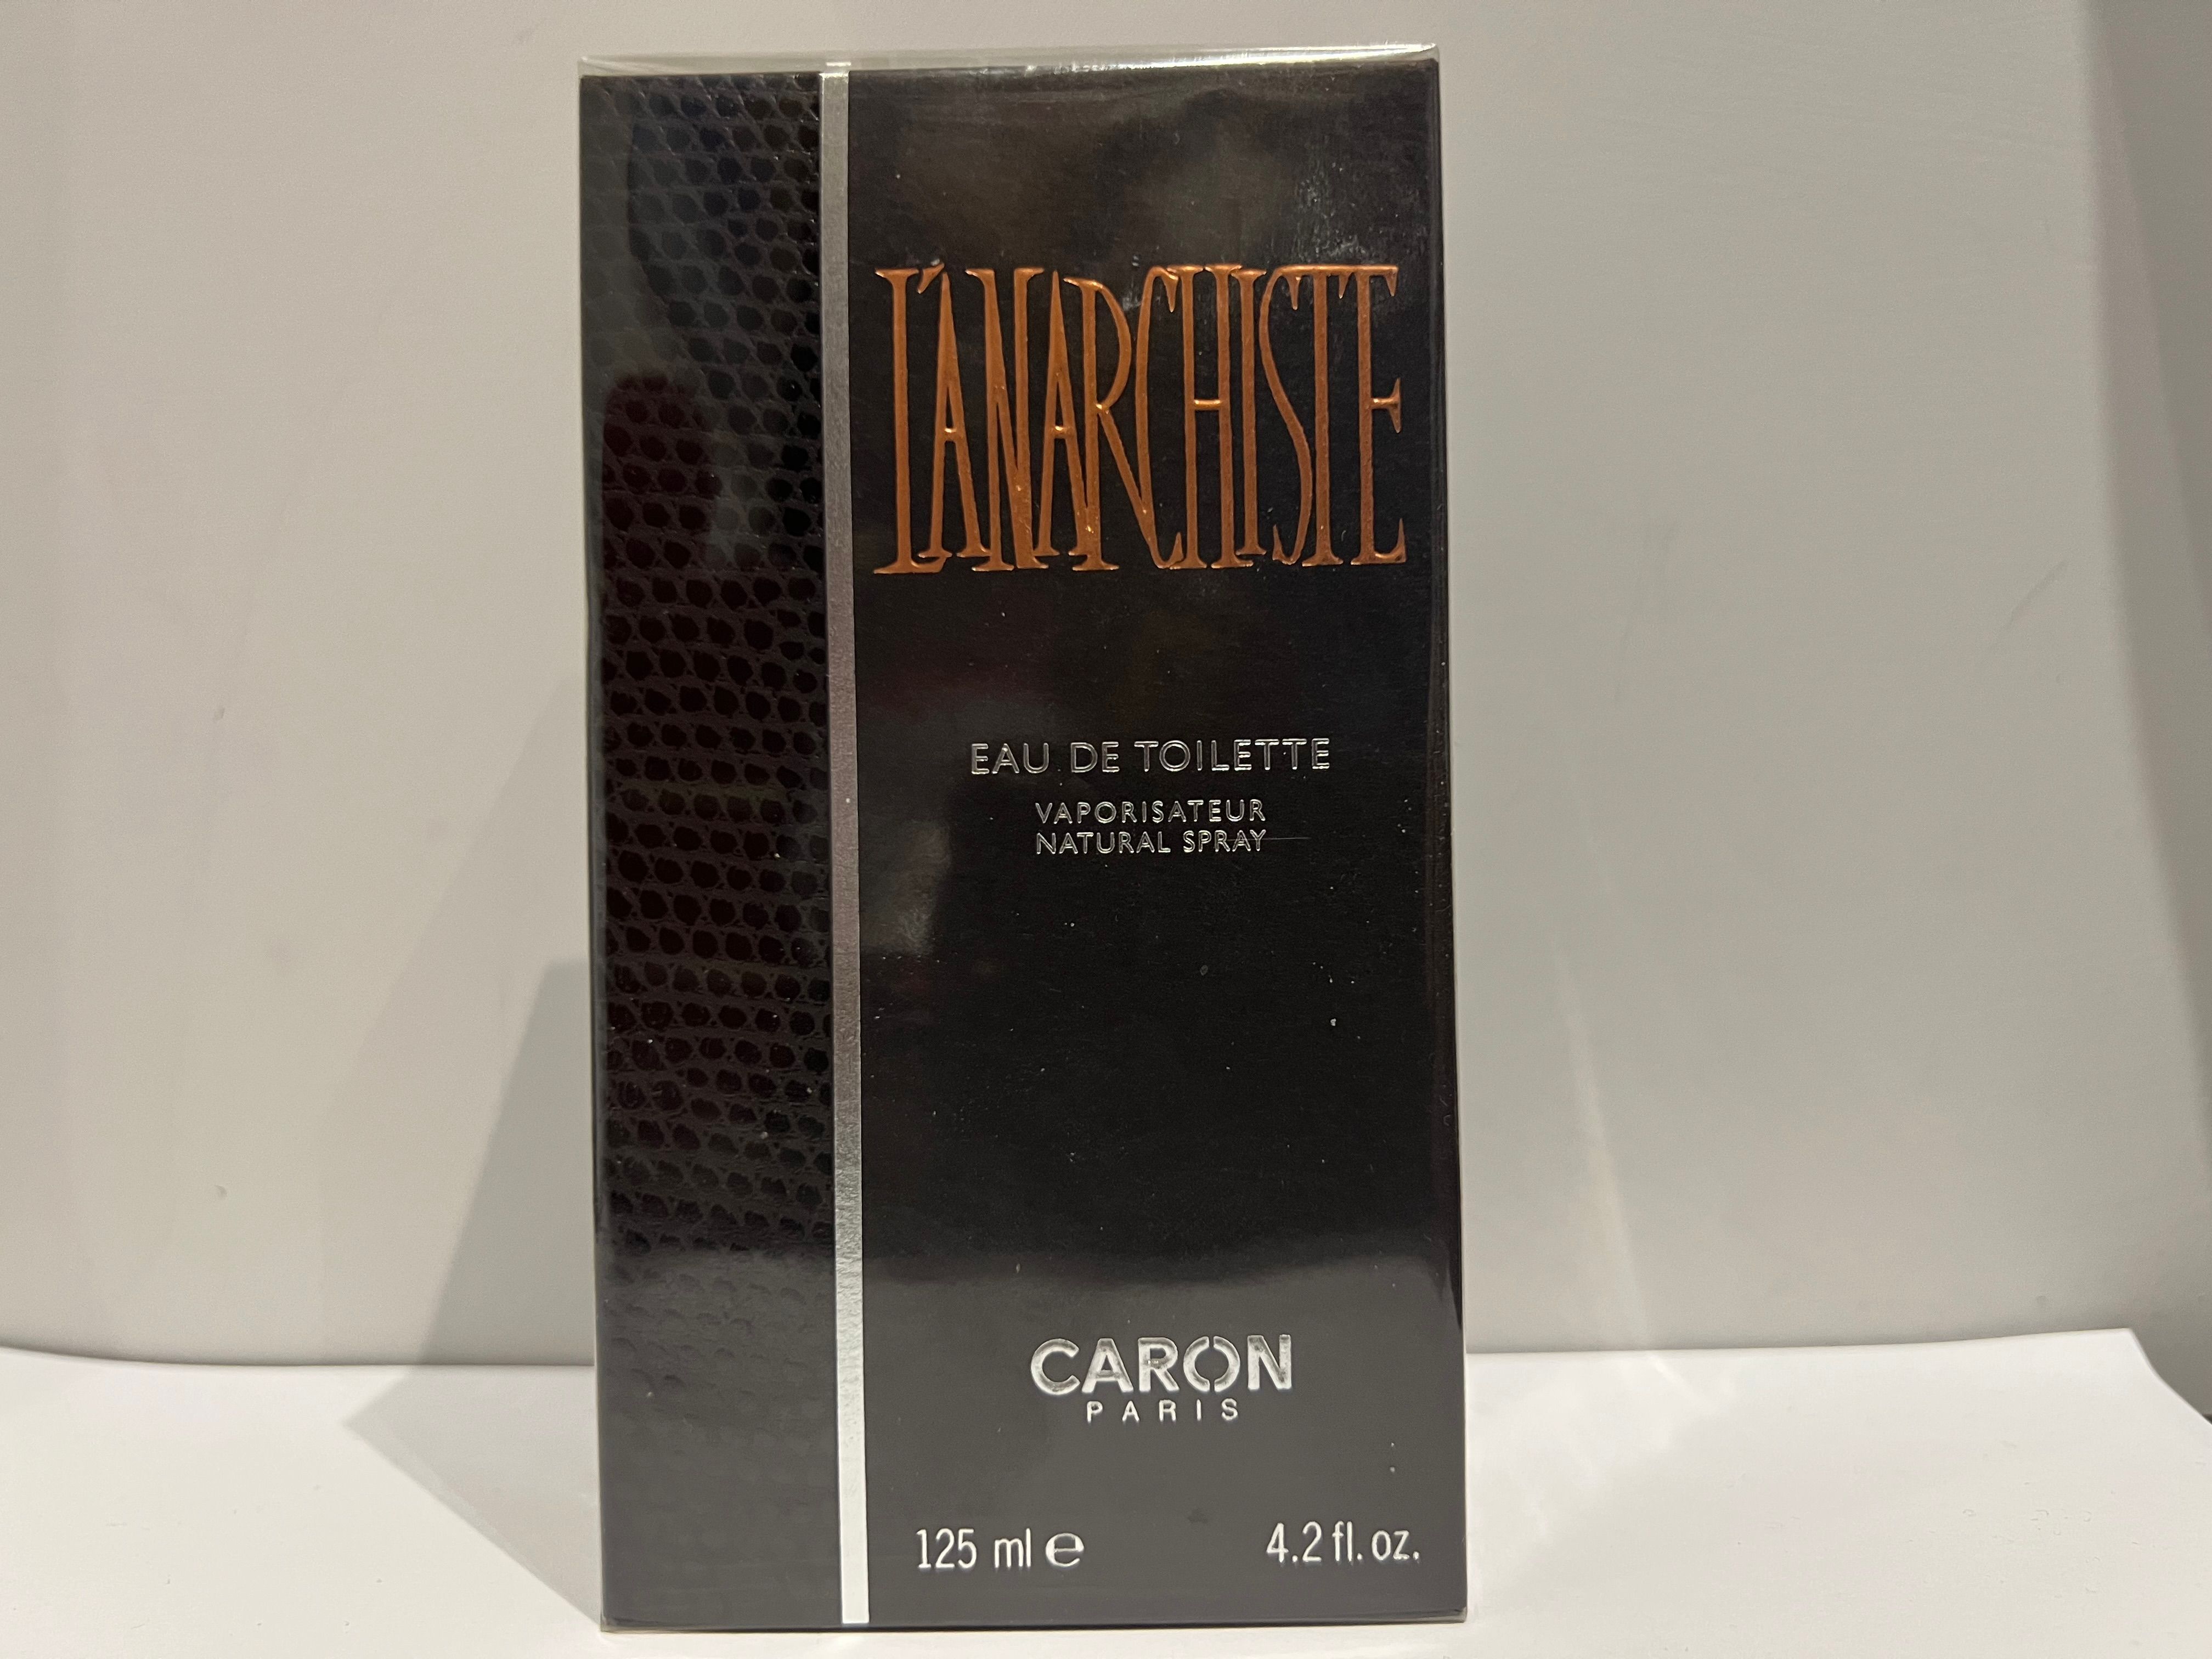 L'ANARCHISTE
EAU DE TOILETTE
VAPORISATEUR
NATURAL SPRAY
CARON
PARIS
125 ml ℮ 4.2 fl. oz.